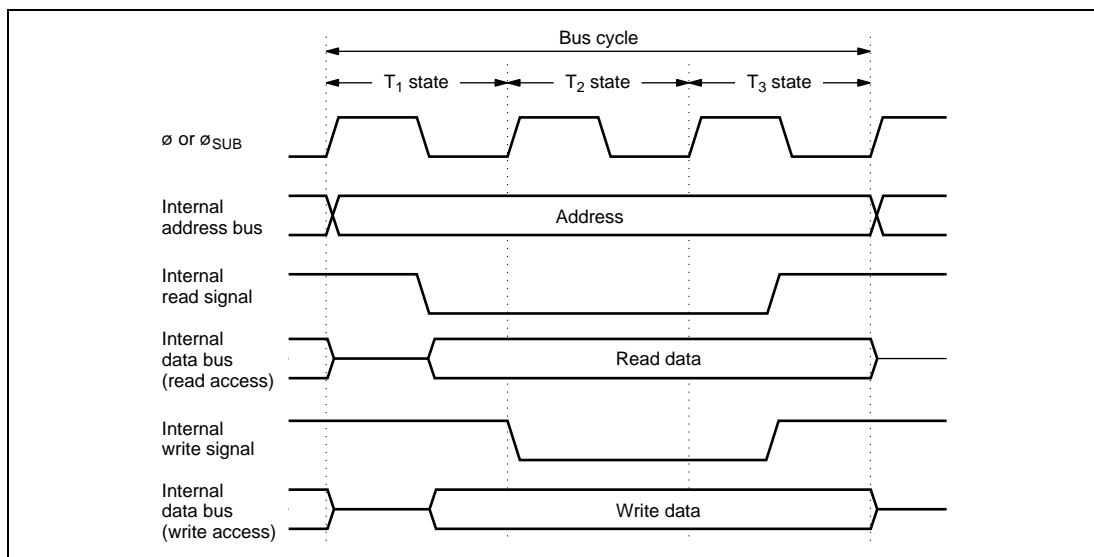 Bus cycle
T₁ state
T₂ state
T₃ state
ø or øSUB
Internal
address bus
Address
Internal
read signal
Internal
data bus
(read access)
Read data
Internal
write signal
Internal
data bus
(write access)
Write data